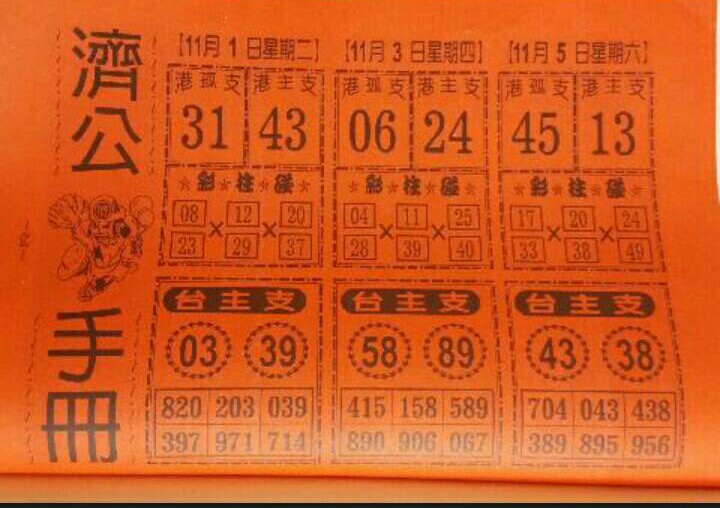 濟公
手冊
【11月 1 日星期二】
港孤支 港主支
31 43
☆彩☆柱☆碰☆
08 × 12 × 20
23 29 37
台主支
03 39
820 203 039
397 971 714
【11月 3 日星期四】
港孤支 港主支
06 24
☆彩☆柱☆碰☆
04 × 11 × 25
28 39 40
台主支
58 89
415 158 589
890 906 067
【11月 5 日星期六】
港孤支 港主支
45 13
☆彩☆柱☆碰☆
17 × 20 × 24
33 38 49
台主支
43 38
704 043 438
389 895 956